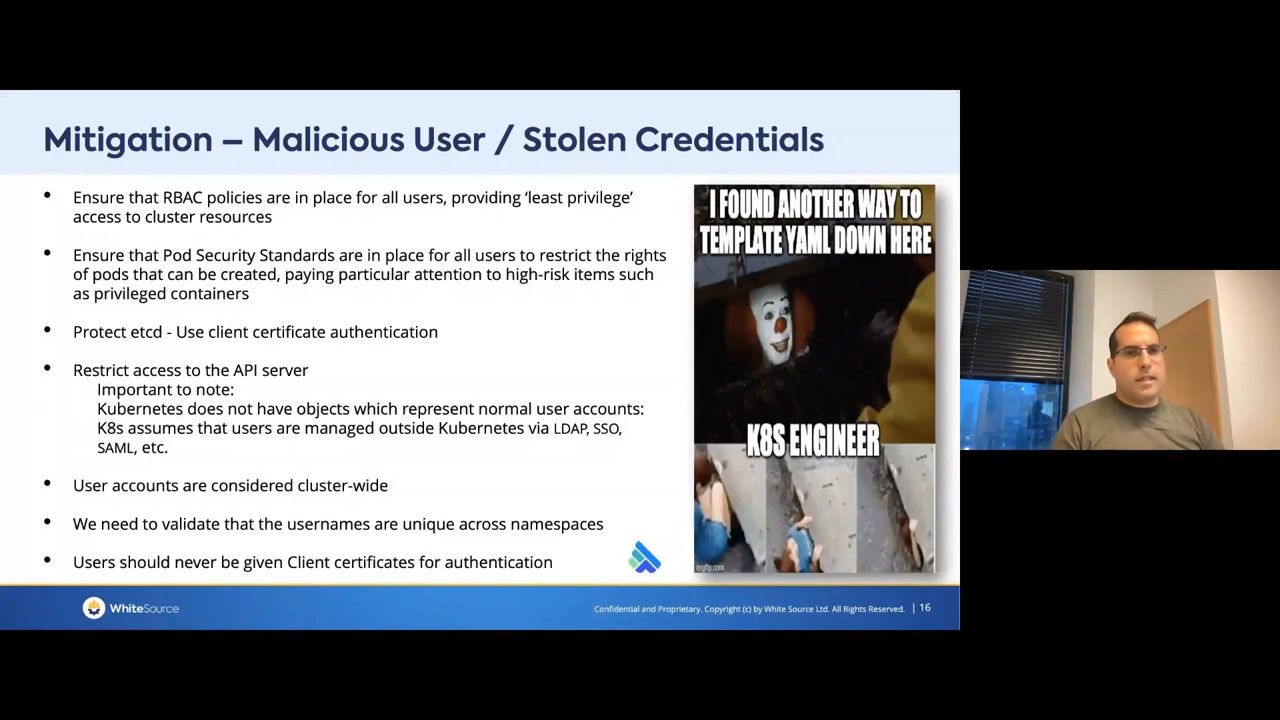 Mitigation – Malicious User / Stolen Credentials
• Ensure that RBAC policies are in place for all users, providing ‘least privilege’
access to cluster resources
• Ensure that Pod Security Standards are in place for all users to restrict the rights
of pods that can be created, paying particular attention to high-risk items such
as privileged containers
• Protect etcd - Use client certificate authentication
• Restrict access to the API server
Important to note:
Kubernetes does not have objects which represent normal user accounts:
K8s assumes that users are managed outside Kubernetes via LDAP, SSO,
SAML, etc.
• User accounts are considered cluster-wide
• We need to validate that the usernames are unique across namespaces
• Users should never be given Client certificates for authentication
I FOUND ANOTHER WAY TO
TEMPLATE YAML DOWN HERE
K8S ENGINEER
imgflip.com
WhiteSource
Confidential and Proprietary. Copyright (c) by White Source Ltd. All Rights Reserved. | 16